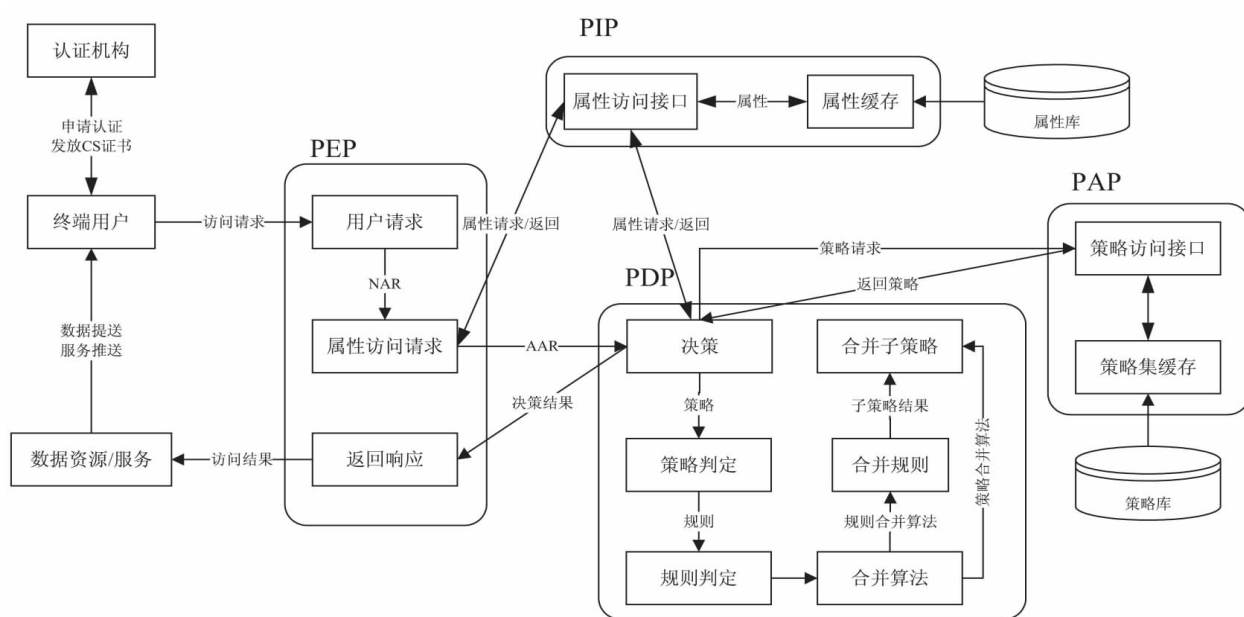 认证机构
申请认证
发放CS证书
终端用户
访问请求
数据提送
服务推送
数据资源/服务
访问结果
PEP
用户请求
NAR
属性访问请求
返回响应
属性请求/返回
AAR
决策结果
PIP
属性访问接口
属性
属性缓存
属性库
属性请求/返回
策略请求
返回策略
PDP
决策
策略
策略判定
规则
规则判定
合并子策略
子策略结果
合并规则
规则合并算法
合并算法
策略合并算法
PAP
策略访问接口
策略集缓存
策略库